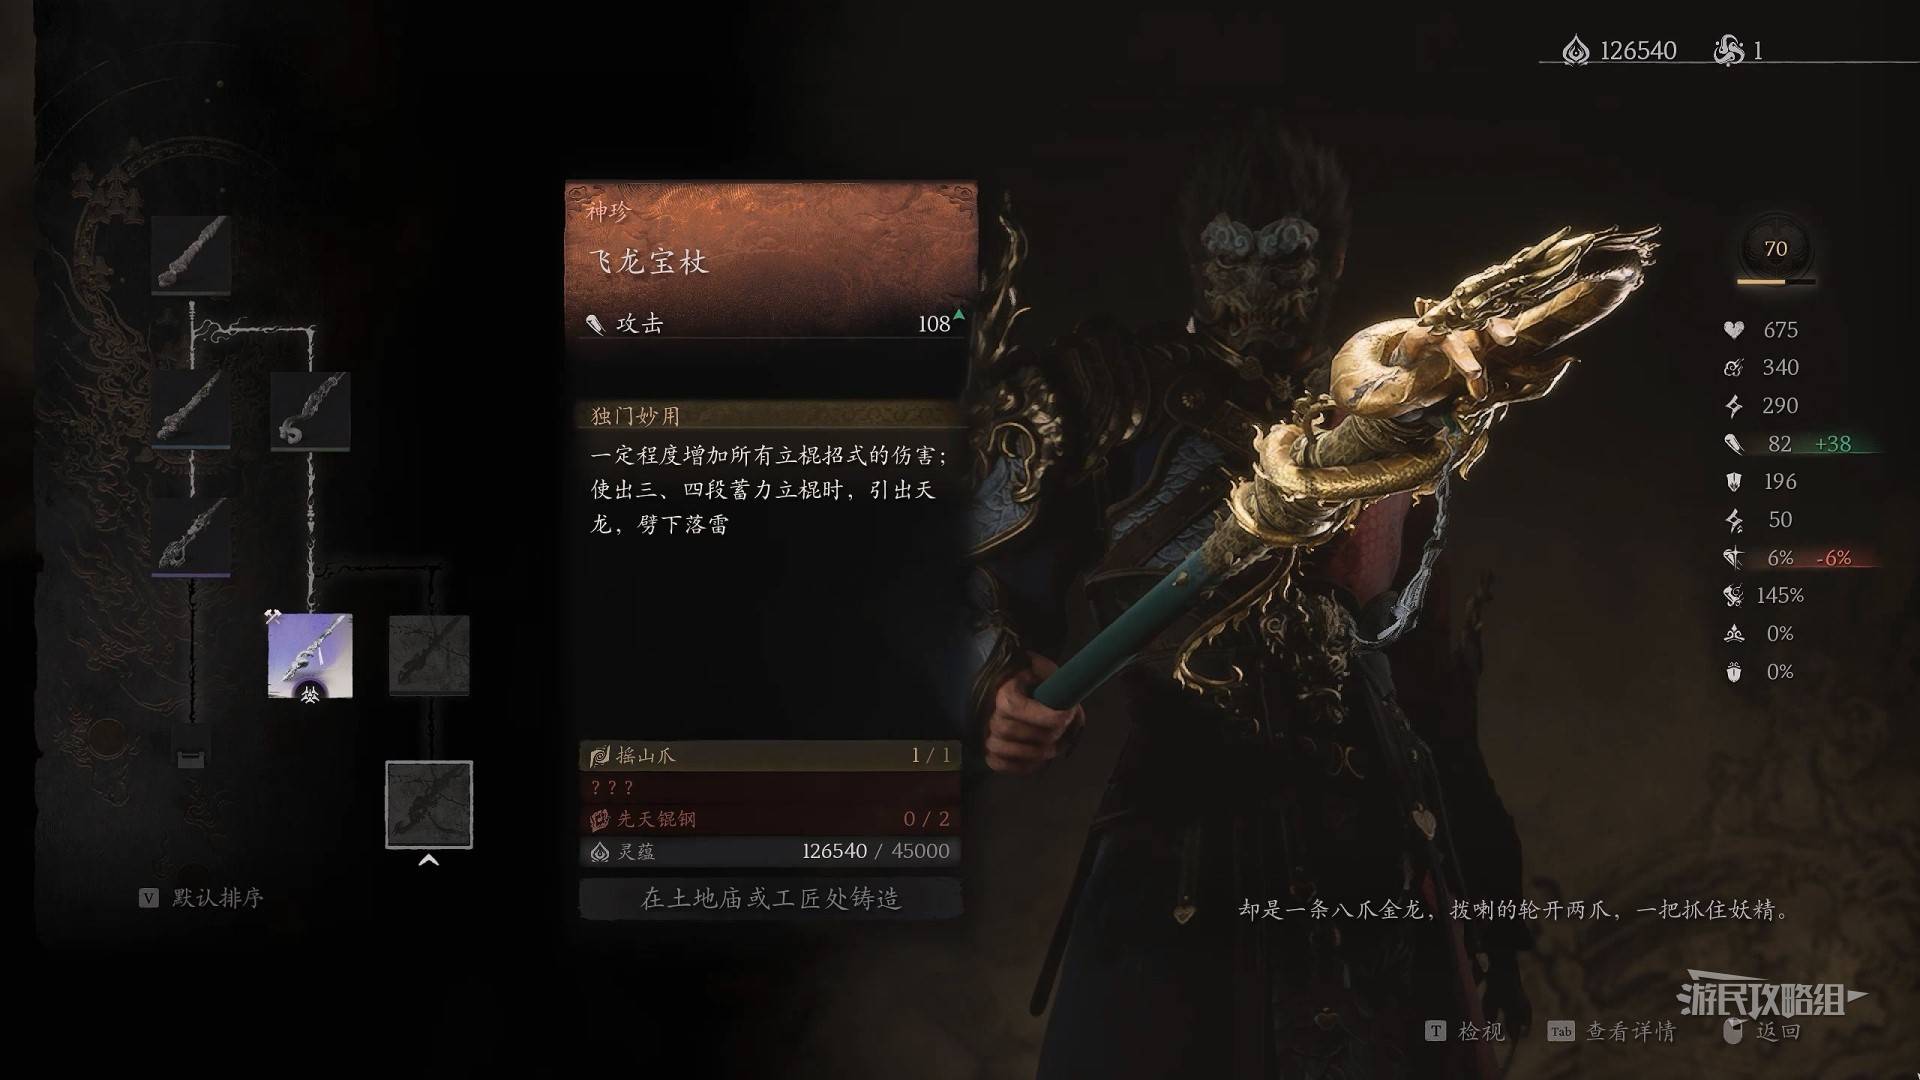 126540 1
神珍
飞龙宝杖
攻击 108
独门妙用
一定程度增加所有立棍招式的伤害；
使出三、四段蓄力立棍时，引出天
龙，劈下落雷
摇山爪 1 / 1
? ? ?
先天锟钢 0 / 2
灵蕴 126540 / 45000
在土地庙或工匠处铸造
V 默认排序
70
675
340
290
82 +38
196
50
6% -6%
145%
0%
0%
却是一条八爪金龙，拨喇的轮开两爪，一把抓住妖精。
游民攻略组
T 检视 Tab 查看详情 返回